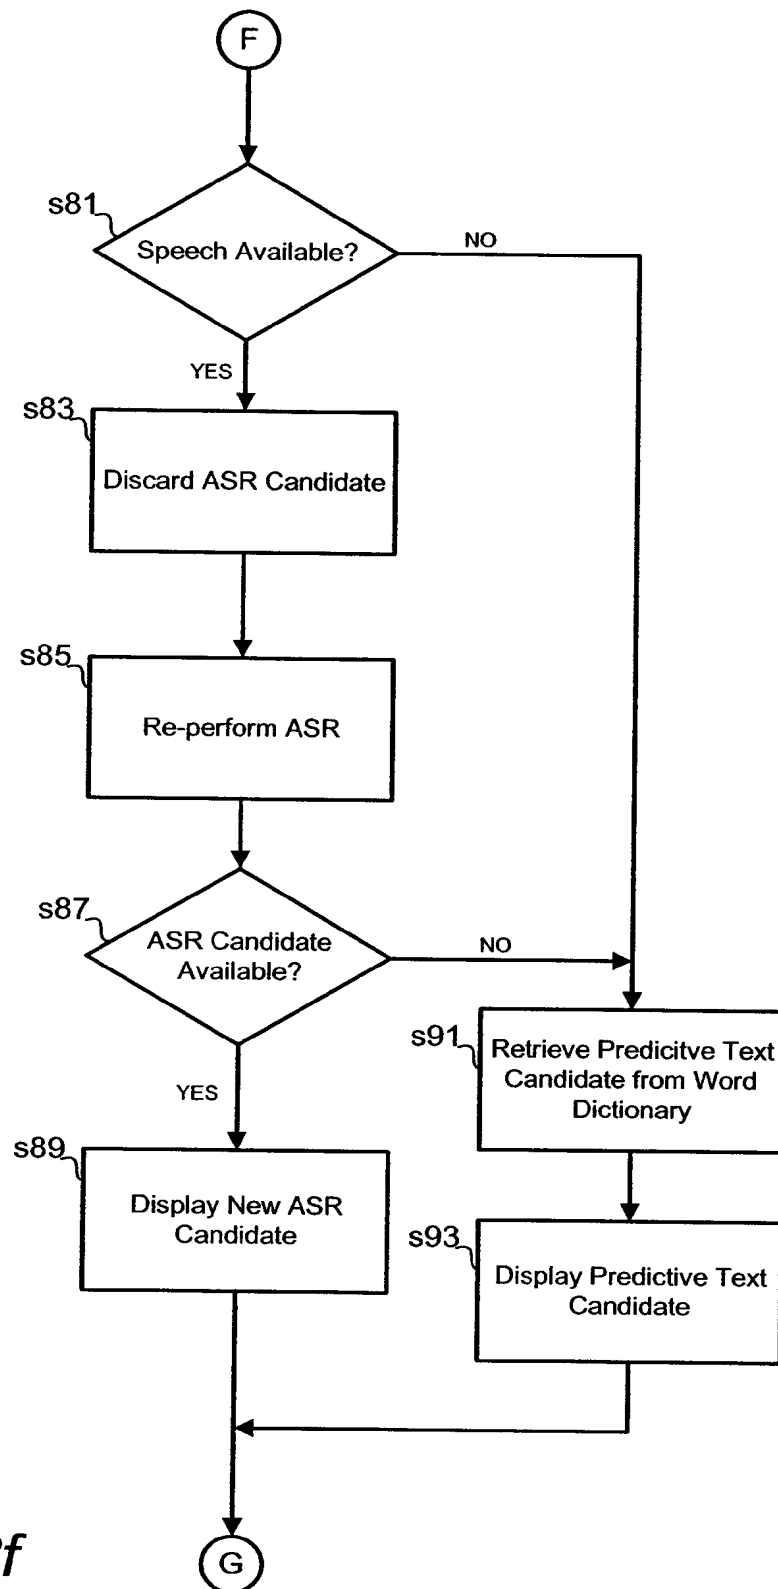 F
s81
Speech Available?
NO
YES
s83
Discard ASR Candidate
s85
Re-perform ASR
s87
ASR Candidate
Available?
NO
YES
s91
Retrieve Predicitve Text
Candidate from Word
Dictionary
s89
Display New ASR
Candidate
s93
Display Predictive Text
Candidate
G
f